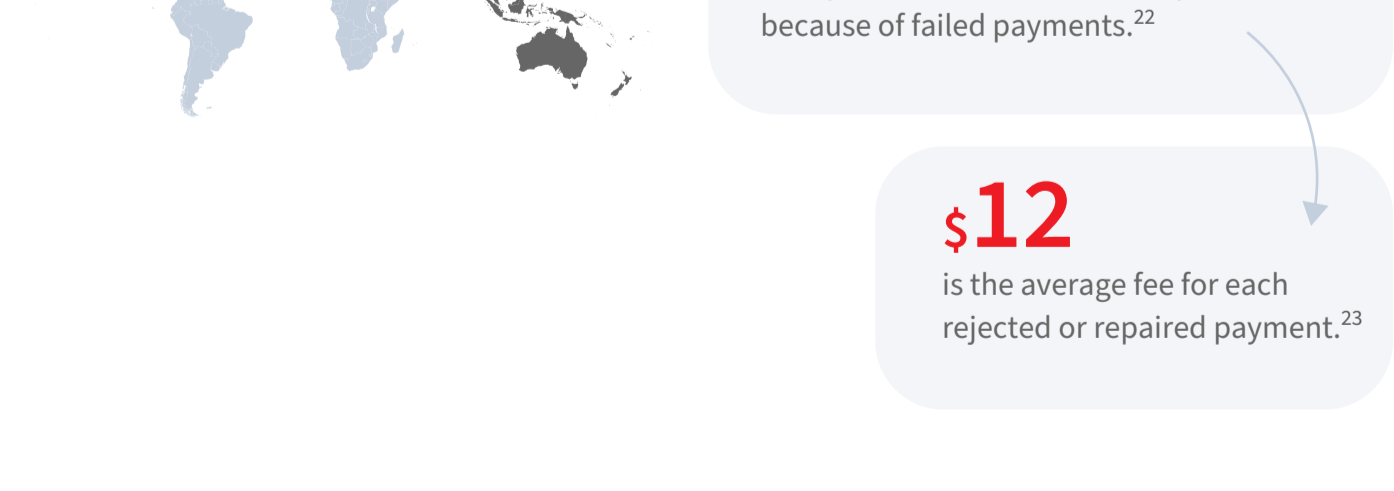 because of failed payments.22
$12
is the average fee for each
rejected or repaired payment.23